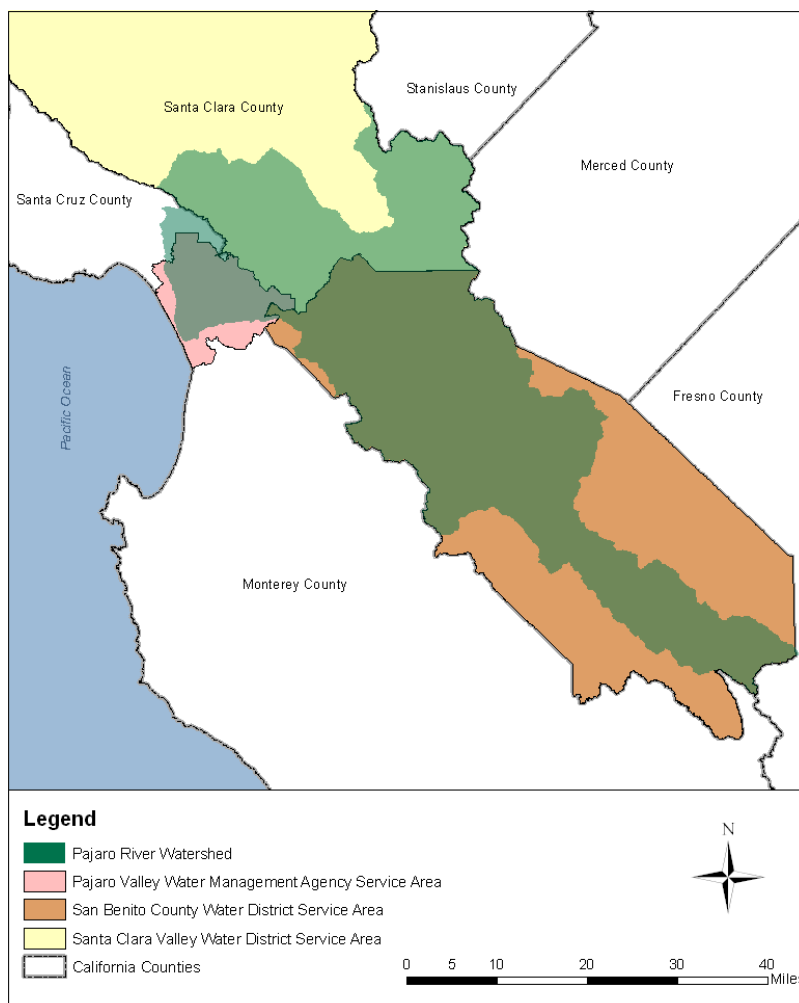 Stanislaus County
Santa Clara County
Merced County
Santa Cruz County
Pacific Ocean
Fresno County
Monterey County
Legend
Pajaro River Watershed
Pajaro Valley Water Management Agency Service Area
San Benito County Water District Service Area
Santa Clara Valley Water District Service Area
California Counties
N
0 5 10 20 30 40
Miles